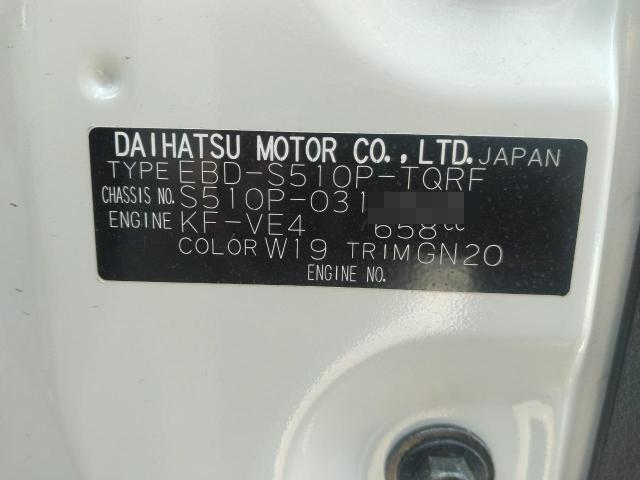 DAIHATSU MOTOR CO.,LTD. JAPAN
TYPE EBD-S510P-TQRF
CHASSIS NO. S510P-031
ENGINE KF-VE4 658cc
COLOR W19 TRIM GN20
ENGINE NO.